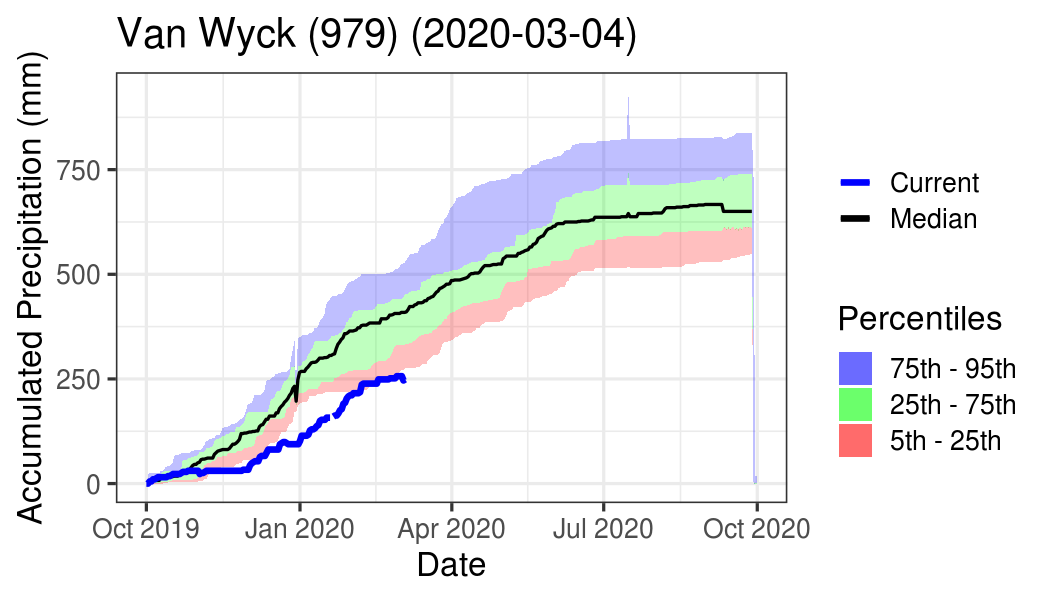 Van Wyck (979) (2020-03-04)
Accumulated Precipitation (mm)
750
500
250
0
Oct 2019
Jan 2020
Apr 2020
Jul 2020
Oct 2020
Date
Current
Median
Percentiles
75th - 95th
25th - 75th
5th - 25th